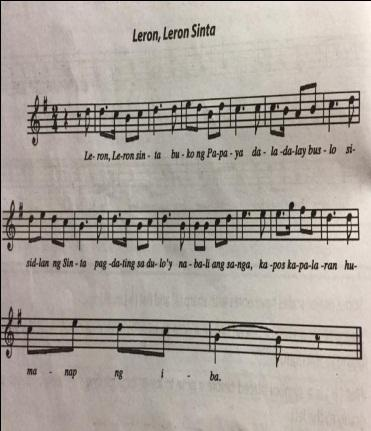 Leron, Leron Sinta
Le- ron, Le-ron sin - ta bu - ko ng Pa-pa - ya da - la -da-lay bus - lo si-
sid-lan ng Sin - ta pag -da-ting sa du-lo'y na - ba-li ang sa-nga, ka - pos ka-pa-la - ran hu-
ma - nap ng i - ba.